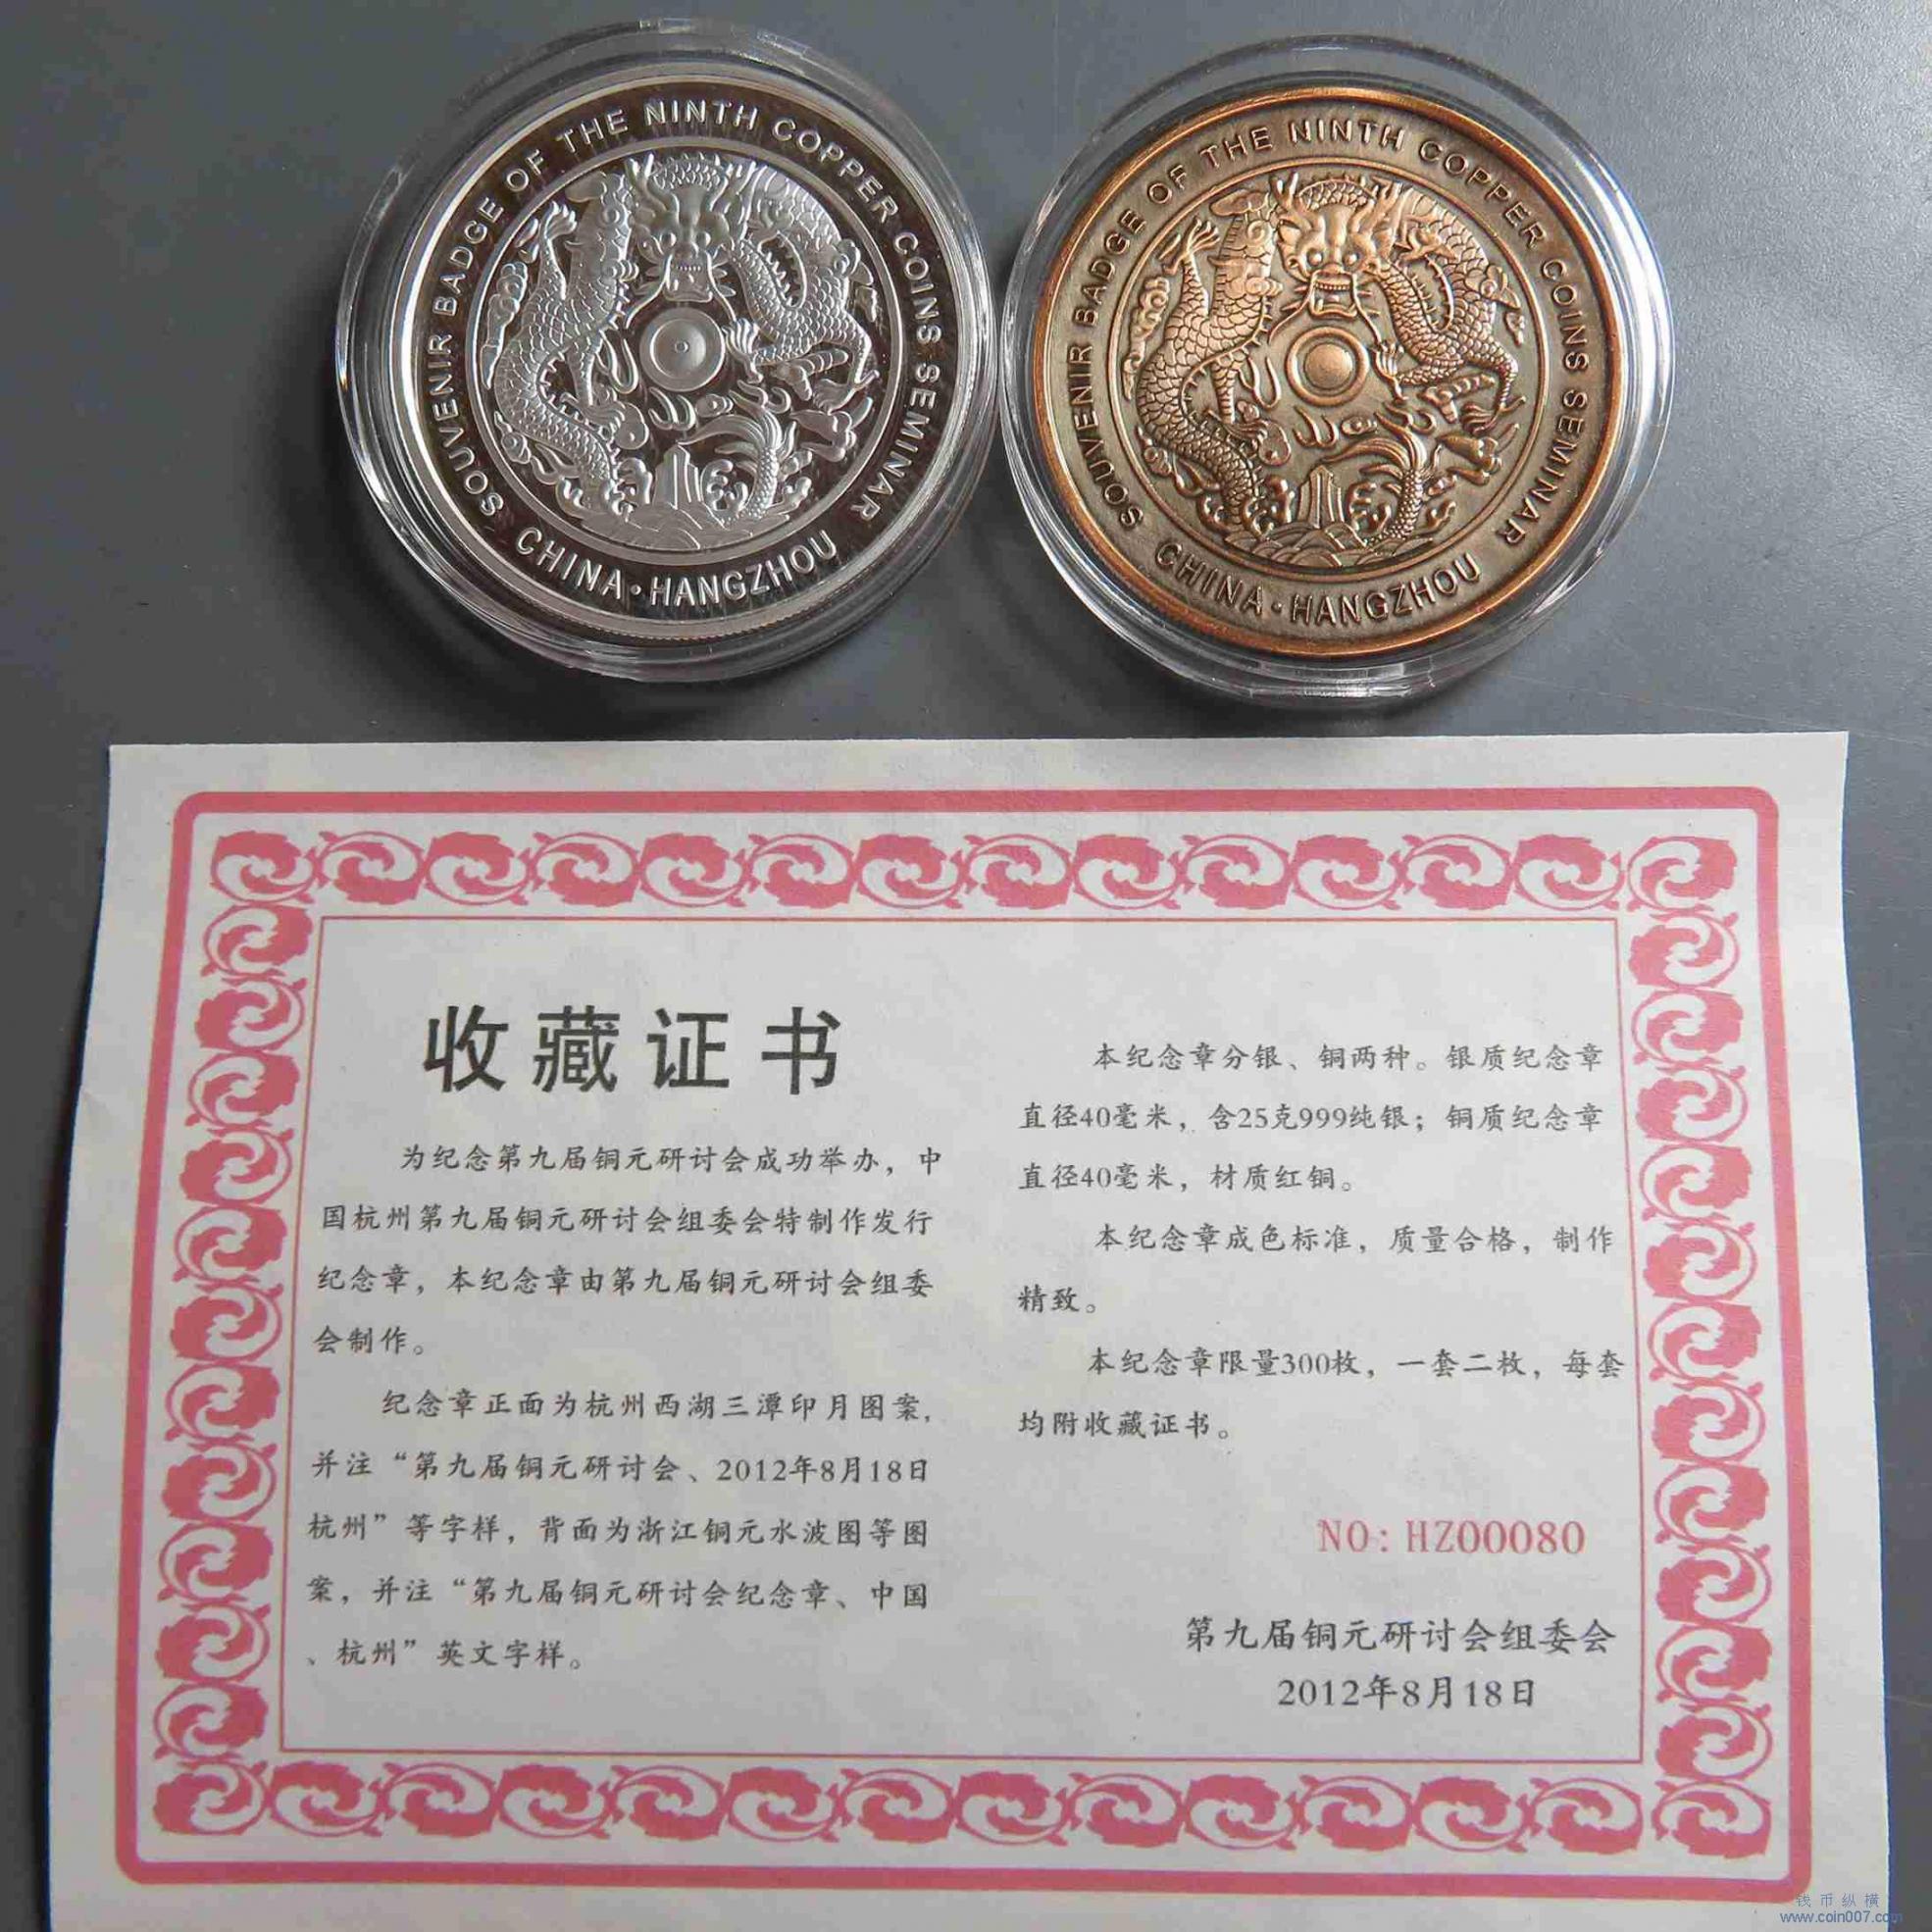 SOUVENIR BADGE OF THE NINTH COPPER COINS SEMINAR
CHINA·HANGZHOU
SOUVENIR BADGE OF THE NINTH COPPER COINS SEMINAR
CHINA·HANGZHOU
收藏证书
为纪念第九届铜元研讨会成功举办，中
国杭州第九届铜元研讨会组委会特制作发行
纪念章，本纪念章由第九届铜元研讨会组委
会制作。
纪念章正面为杭州西湖三潭印月图案，
并注“第九届铜元研讨会、2012年8月18日
杭州”等字样，背面为浙江铜元水波图等图
案，并注“第九届铜元研讨会纪念章、中国
、杭州”英文字样。
本纪念章分银、铜两种。银质纪念章
直径40毫米，含25克999纯银；铜质纪念章
直径40毫米，材质红铜。
本纪念章成色标准，质量合格，制作
精致。
本纪念章限量300枚，一套二枚，每套
均附收藏证书。
NO: HZ00080
第九届铜元研讨会组委会
2012年8月18日
钱币纵横
www.coin007.com